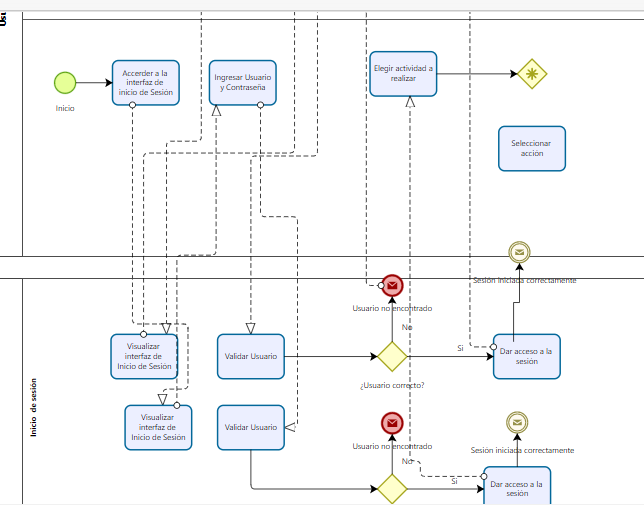 Usu
Accerder a la
interfaz de
inicio de Sesión
Ingresar Usuario
y Contraseña
Elegir actividad a
realizar
Inicio
Seleccionar
acción
Sesión iniciada correctamente
Usuario no encontrado
No
Visualizar
interfaz de
Inicio de Sesión
Validar Usuario
Si
Dar acceso a la
sesión
¿Usuario correcto?
Inicio de sesión
Visualizar
interfaz de
Inicio de Sesión
Validar Usuario
Usuario no encontrado
Sesión iniciada correctamente
No
Si
Dar acceso a la
sesión